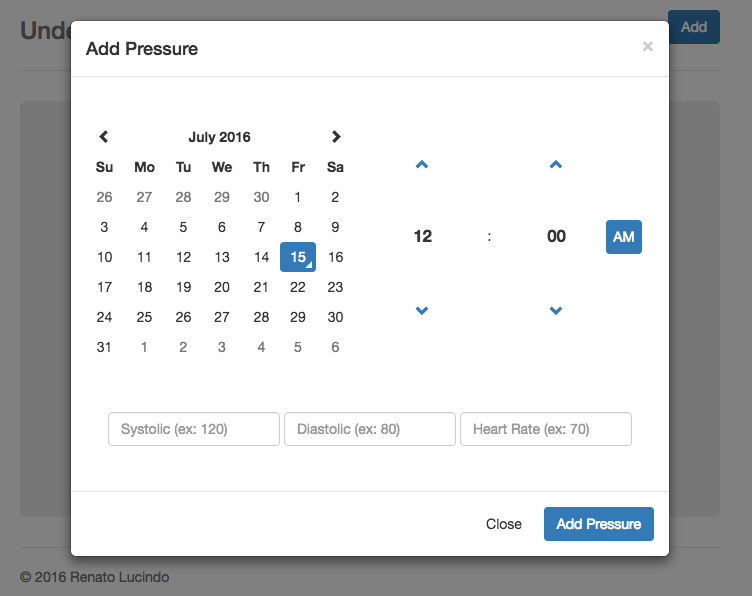 Add
Add Pressure
×
July 2016
Su Mo Tu We Th Fr Sa
26 27 28 29 30 1 2
3 4 5 6 7 8 9
10 11 12 13 14 15 16
17 18 19 20 21 22 23
24 25 26 27 28 29 30
31 1 2 3 4 5 6
12 : 00 AM
Systolic (ex: 120) Diastolic (ex: 80) Heart Rate (ex: 70)
Close Add Pressure
© 2016 Renato Lucindo